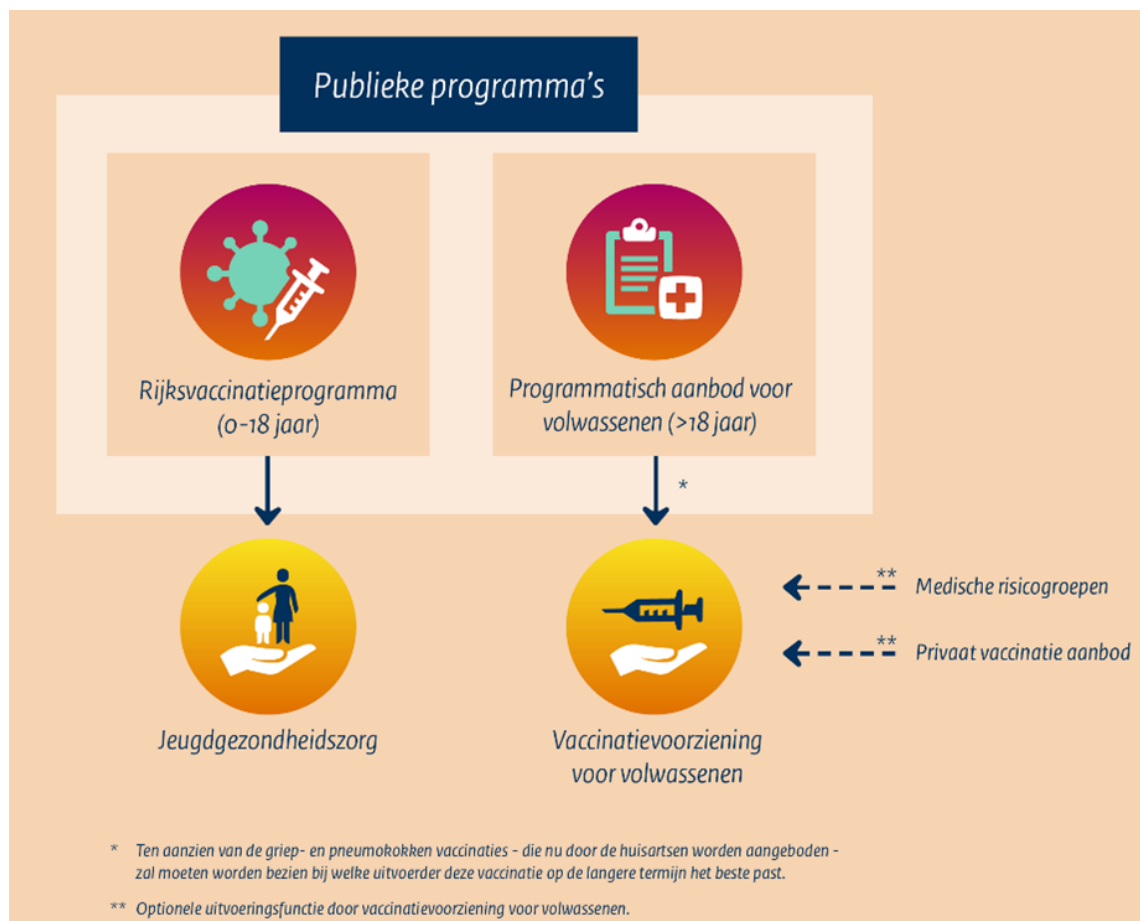 Publieke programma's
Rijksvaccinatieprogramma
(0-18 jaar)
Programmatisch aanbod voor
volwassenen (>18 jaar)
*
** Medische risicogroepen
** Privaat vaccinatie aanbod
Jeugdgezondheidszorg
Vaccinatievoorziening
voor volwassenen
* Ten aanzien van de griep- en pneumokokken vaccinaties - die nu door de huisartsen worden aangeboden -
zal moeten worden bezien bij welke uitvoerder deze vaccinatie op de langere termijn het beste past.
** Optionele uitvoeringsfunctie door vaccinatievoorziening voor volwassenen.